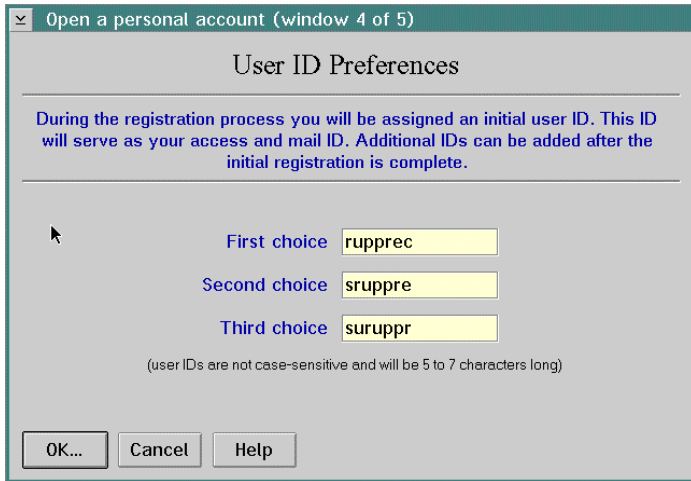 Open a personal account (window 4 of 5)
User ID Preferences
During the registration process you will be assigned an initial user ID. This ID
will serve as your access and mail ID. Additional IDs can be added after the
initial registration is complete.
First choice rupprec
Second choice sruppre
Third choice suruppr
(user IDs are not case-sensitive and will be 5 to 7 characters long)
OK... Cancel Help